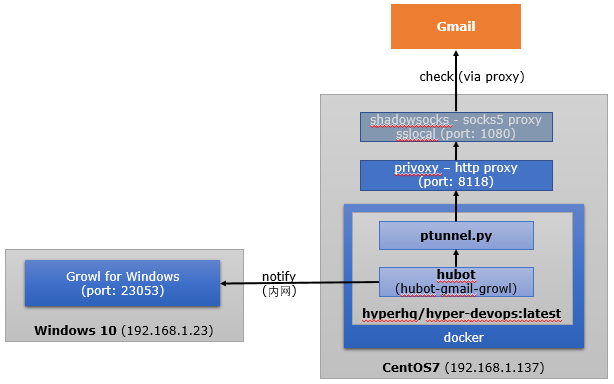 Gmail
check (via proxy)
shadowsocks - socks5 proxy
sslocal (port: 1080)
privoxy – http proxy
(port: 8118)
ptunnel.py
hubot
(hubot-gmail-growl)
hyperhq/hyper-devops:latest
docker
CentOS7 (192.168.1.137)
notify
(内网)
Growl for Windows
(port: 23053)
Windows 10 (192.168.1.23)